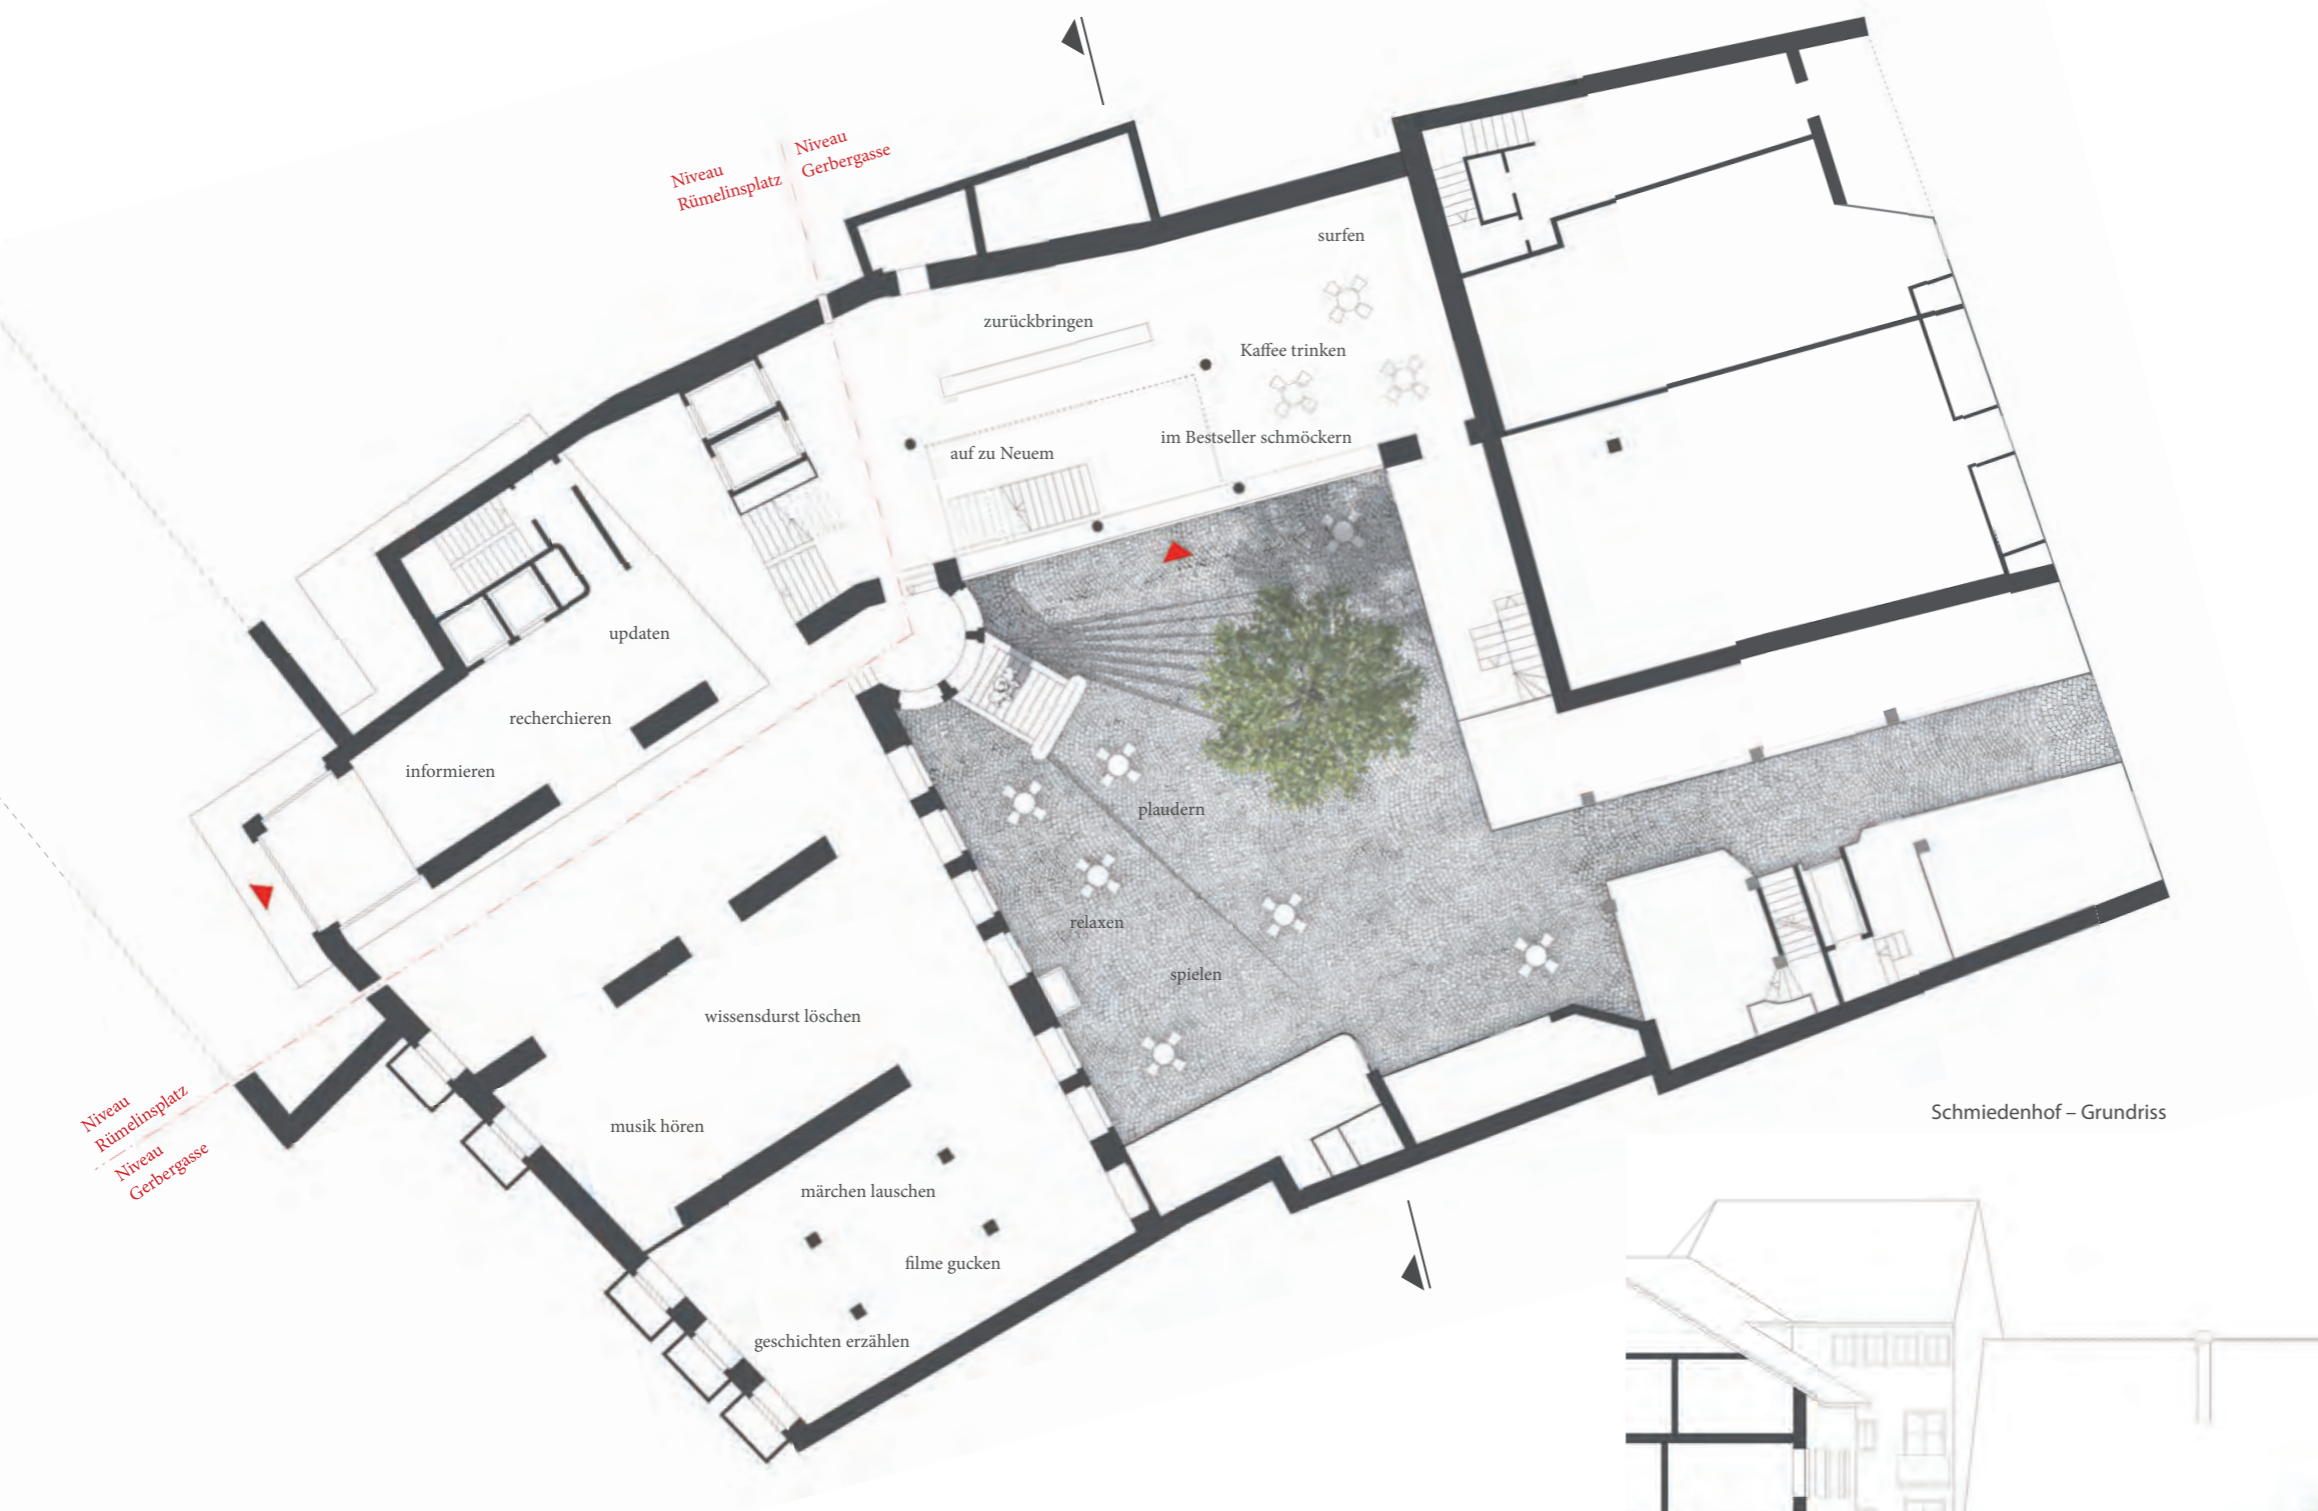 Niveau
Rümelinsplatz
Niveau
Gerbergasse
surfen
zurückbringen
Kaffee trinken
im Bestseller schmöckern
auf zu Neuem
updaten
recherchieren
informieren
plaudern
relaxen
spielen
wissensdurst löschen
musik hören
märchen lauschen
filme gucken
geschichten erzählen
Niveau
Rümelinsplatz
Niveau
Gerbergasse
Schmiedenhof – Grundriss